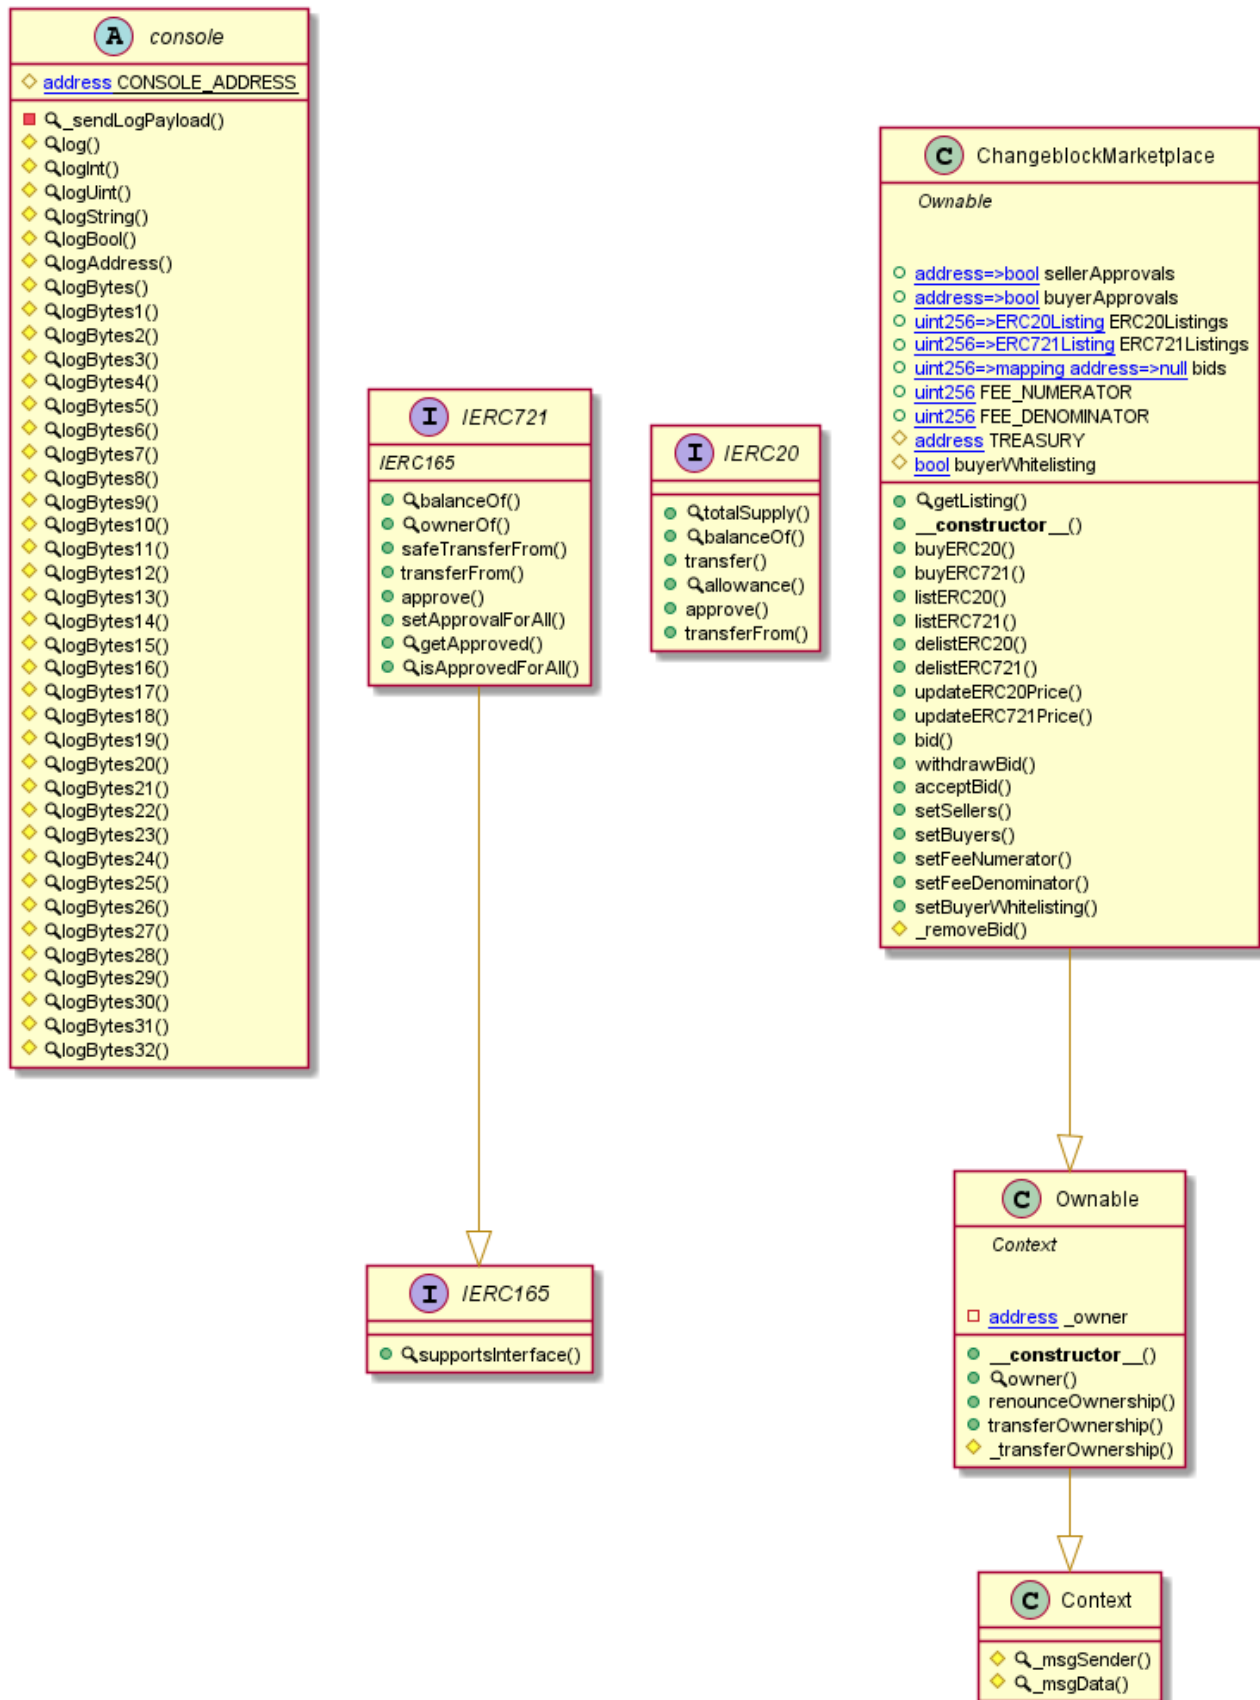 A console
address CONSOLE_ADDRESS
_sendLogPayload()
log()
logInt()
logUint()
logString()
logBool()
logAddress()
logBytes()
logBytes1()
logBytes2()
logBytes3()
logBytes4()
logBytes5()
logBytes6()
logBytes7()
logBytes8()
logBytes9()
logBytes10()
logBytes11()
logBytes12()
logBytes13()
logBytes14()
logBytes15()
logBytes16()
logBytes17()
logBytes18()
logBytes19()
logBytes20()
logBytes21()
logBytes22()
logBytes23()
logBytes24()
logBytes25()
logBytes26()
logBytes27()
logBytes28()
logBytes29()
logBytes30()
logBytes31()
logBytes32()
I IERC721
IERC165
balanceOf()
ownerOf()
safeTransferFrom()
transferFrom()
approve()
setApprovalForAll()
getApproved()
isApprovedForAll()
I IERC20
totalSupply()
balanceOf()
transfer()
allowance()
approve()
transferFrom()
C ChangeblockMarketplace
Ownable
address=>bool sellerApprovals
address=>bool buyerApprovals
uint256=>ERC20Listing ERC20Listings
uint256=>ERC721Listing ERC721Listings
uint256=>mapping address=>null bids
uint256 FEE_NUMERATOR
uint256 FEE_DENOMINATOR
address TREASURY
bool buyerWhitelisting
getListing()
__constructor__()
buyERC20()
buyERC721()
listERC20()
listERC721()
delistERC20()
delistERC721()
updateERC20Price()
updateERC721Price()
bid()
withdrawBid()
acceptBid()
setSellers()
setBuyers()
setFeeNumerator()
setFeeDenominator()
setBuyerWhitelisting()
_removeBid()
I IERC165
supportsInterface()
C Ownable
Context
address _owner
__constructor__()
owner()
renounceOwnership()
transferOwnership()
_transferOwnership()
C Context
_msgSender()
_msgData()